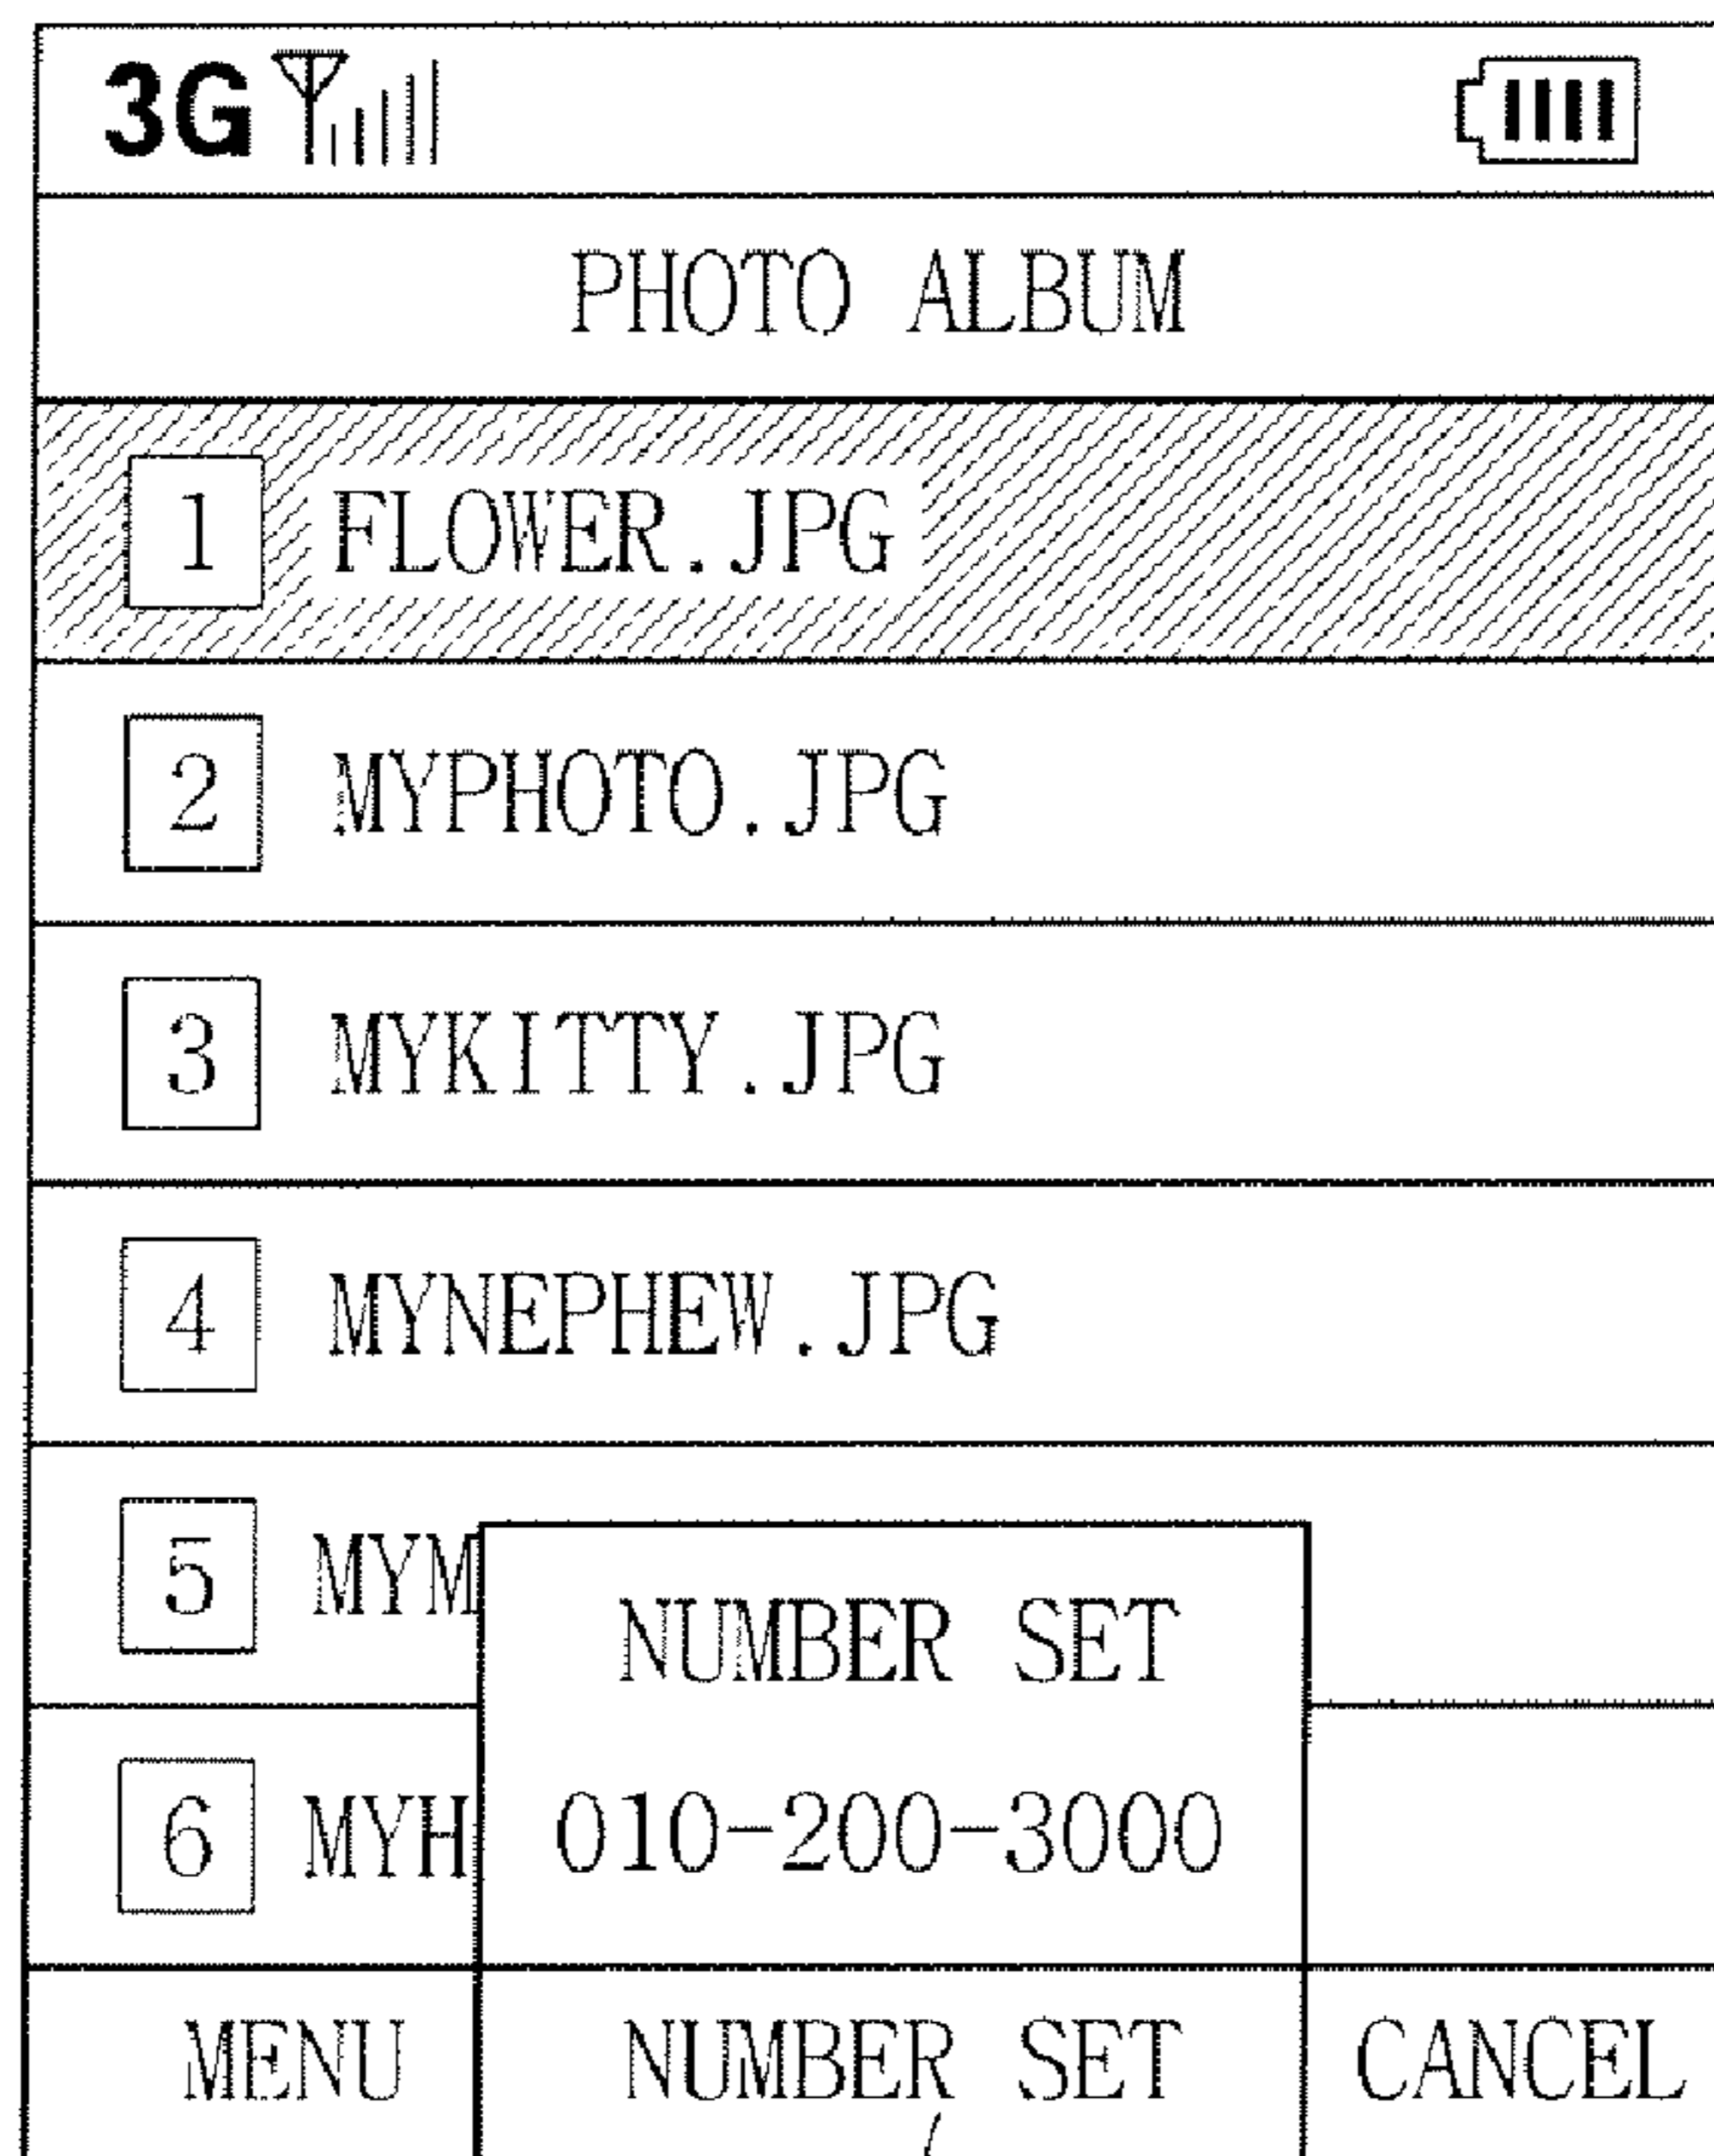 3G
PHOTO ALBUM
1 FLOWER.JPG
2 MYPHOTO.JPG
3 MYKITTY.JPG
4 MYNEPHEW.JPG
5 MYM
NUMBER SET
6 MYH
010-200-3000
MENU NUMBER SET CANCEL